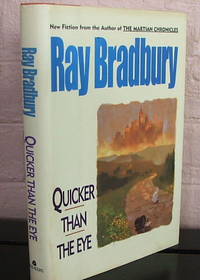 New Fiction from the Author of THE MARTIAN CHRONICLES
Ray Bradbury
QUICKER
THAN
THE EYE
Ray Bradbury
QUICKER THAN THE EYE